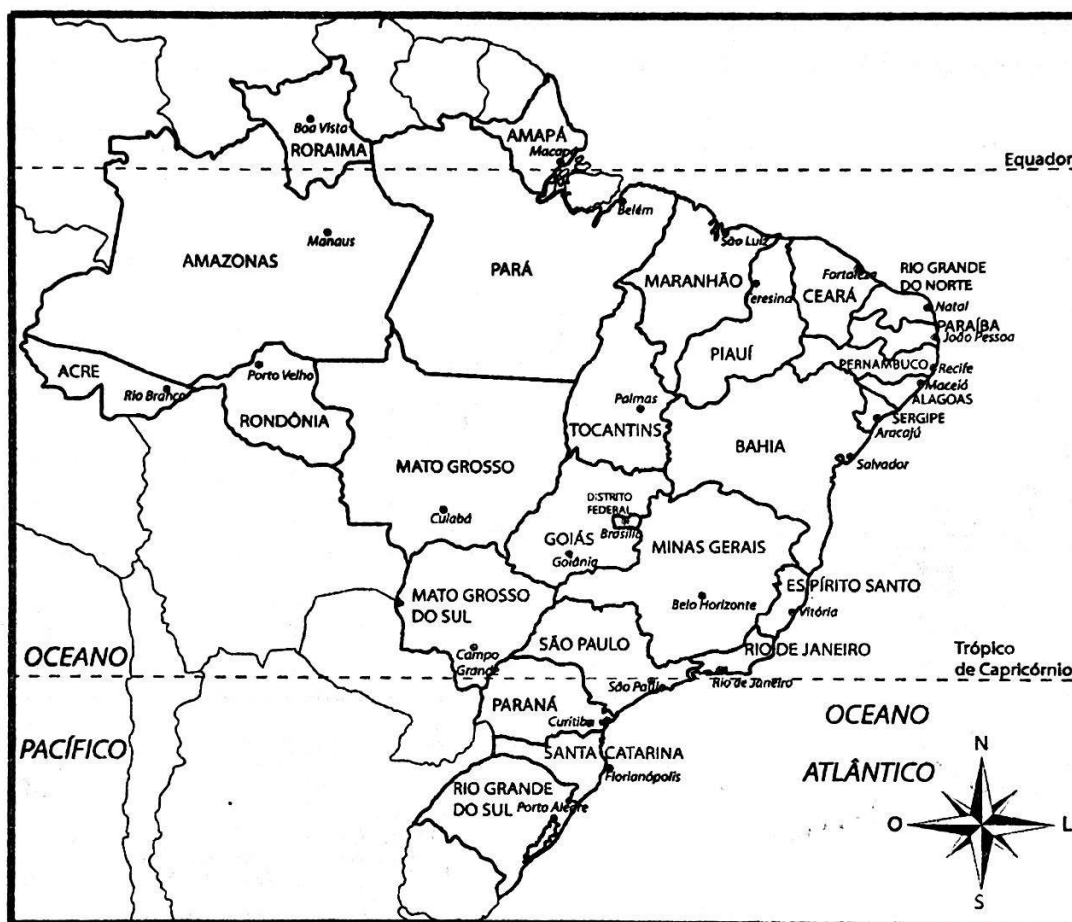 Boa Vista
RORAIMA
AMAPÁ
Macapá
Equador
Belém
Manaus
AMAZONAS
PARÁ
São Luiz
MARANHÃO
Teresina
Fortaleza
CEARÁ
RIO GRANDE
DO NORTE
Natal
PARAÍBA
João Pessoa
PIAUÍ
PERNAMBUCO
Recife
Maceió
ALAGOAS
SERGIPE
Aracajú
ACRE
Rio Branco
Porto Velho
RONDÔNIA
Palmas
TOCANTINS
BAHIA
Salvador
MATO GROSSO
Cuiabá
DISTRITO
FEDERAL
Brasília
GOIÁS
Goiânia
MINAS GERAIS
Belo Horizonte
ESPÍRITO SANTO
Vitória
MATO GROSSO
DO SUL
Campo
Grande
SÃO PAULO
São Paulo
RIO DE JANEIRO
Rio de Janeiro
Trópico
de Capricórnio
OCEANO
PACÍFICO
PARANÁ
Curitiba
SANTA CATARINA
Florianópolis
RIO GRANDE
DO SUL
Porto Alegre
OCEANO
ATLÂNTICO
N
O
L
S